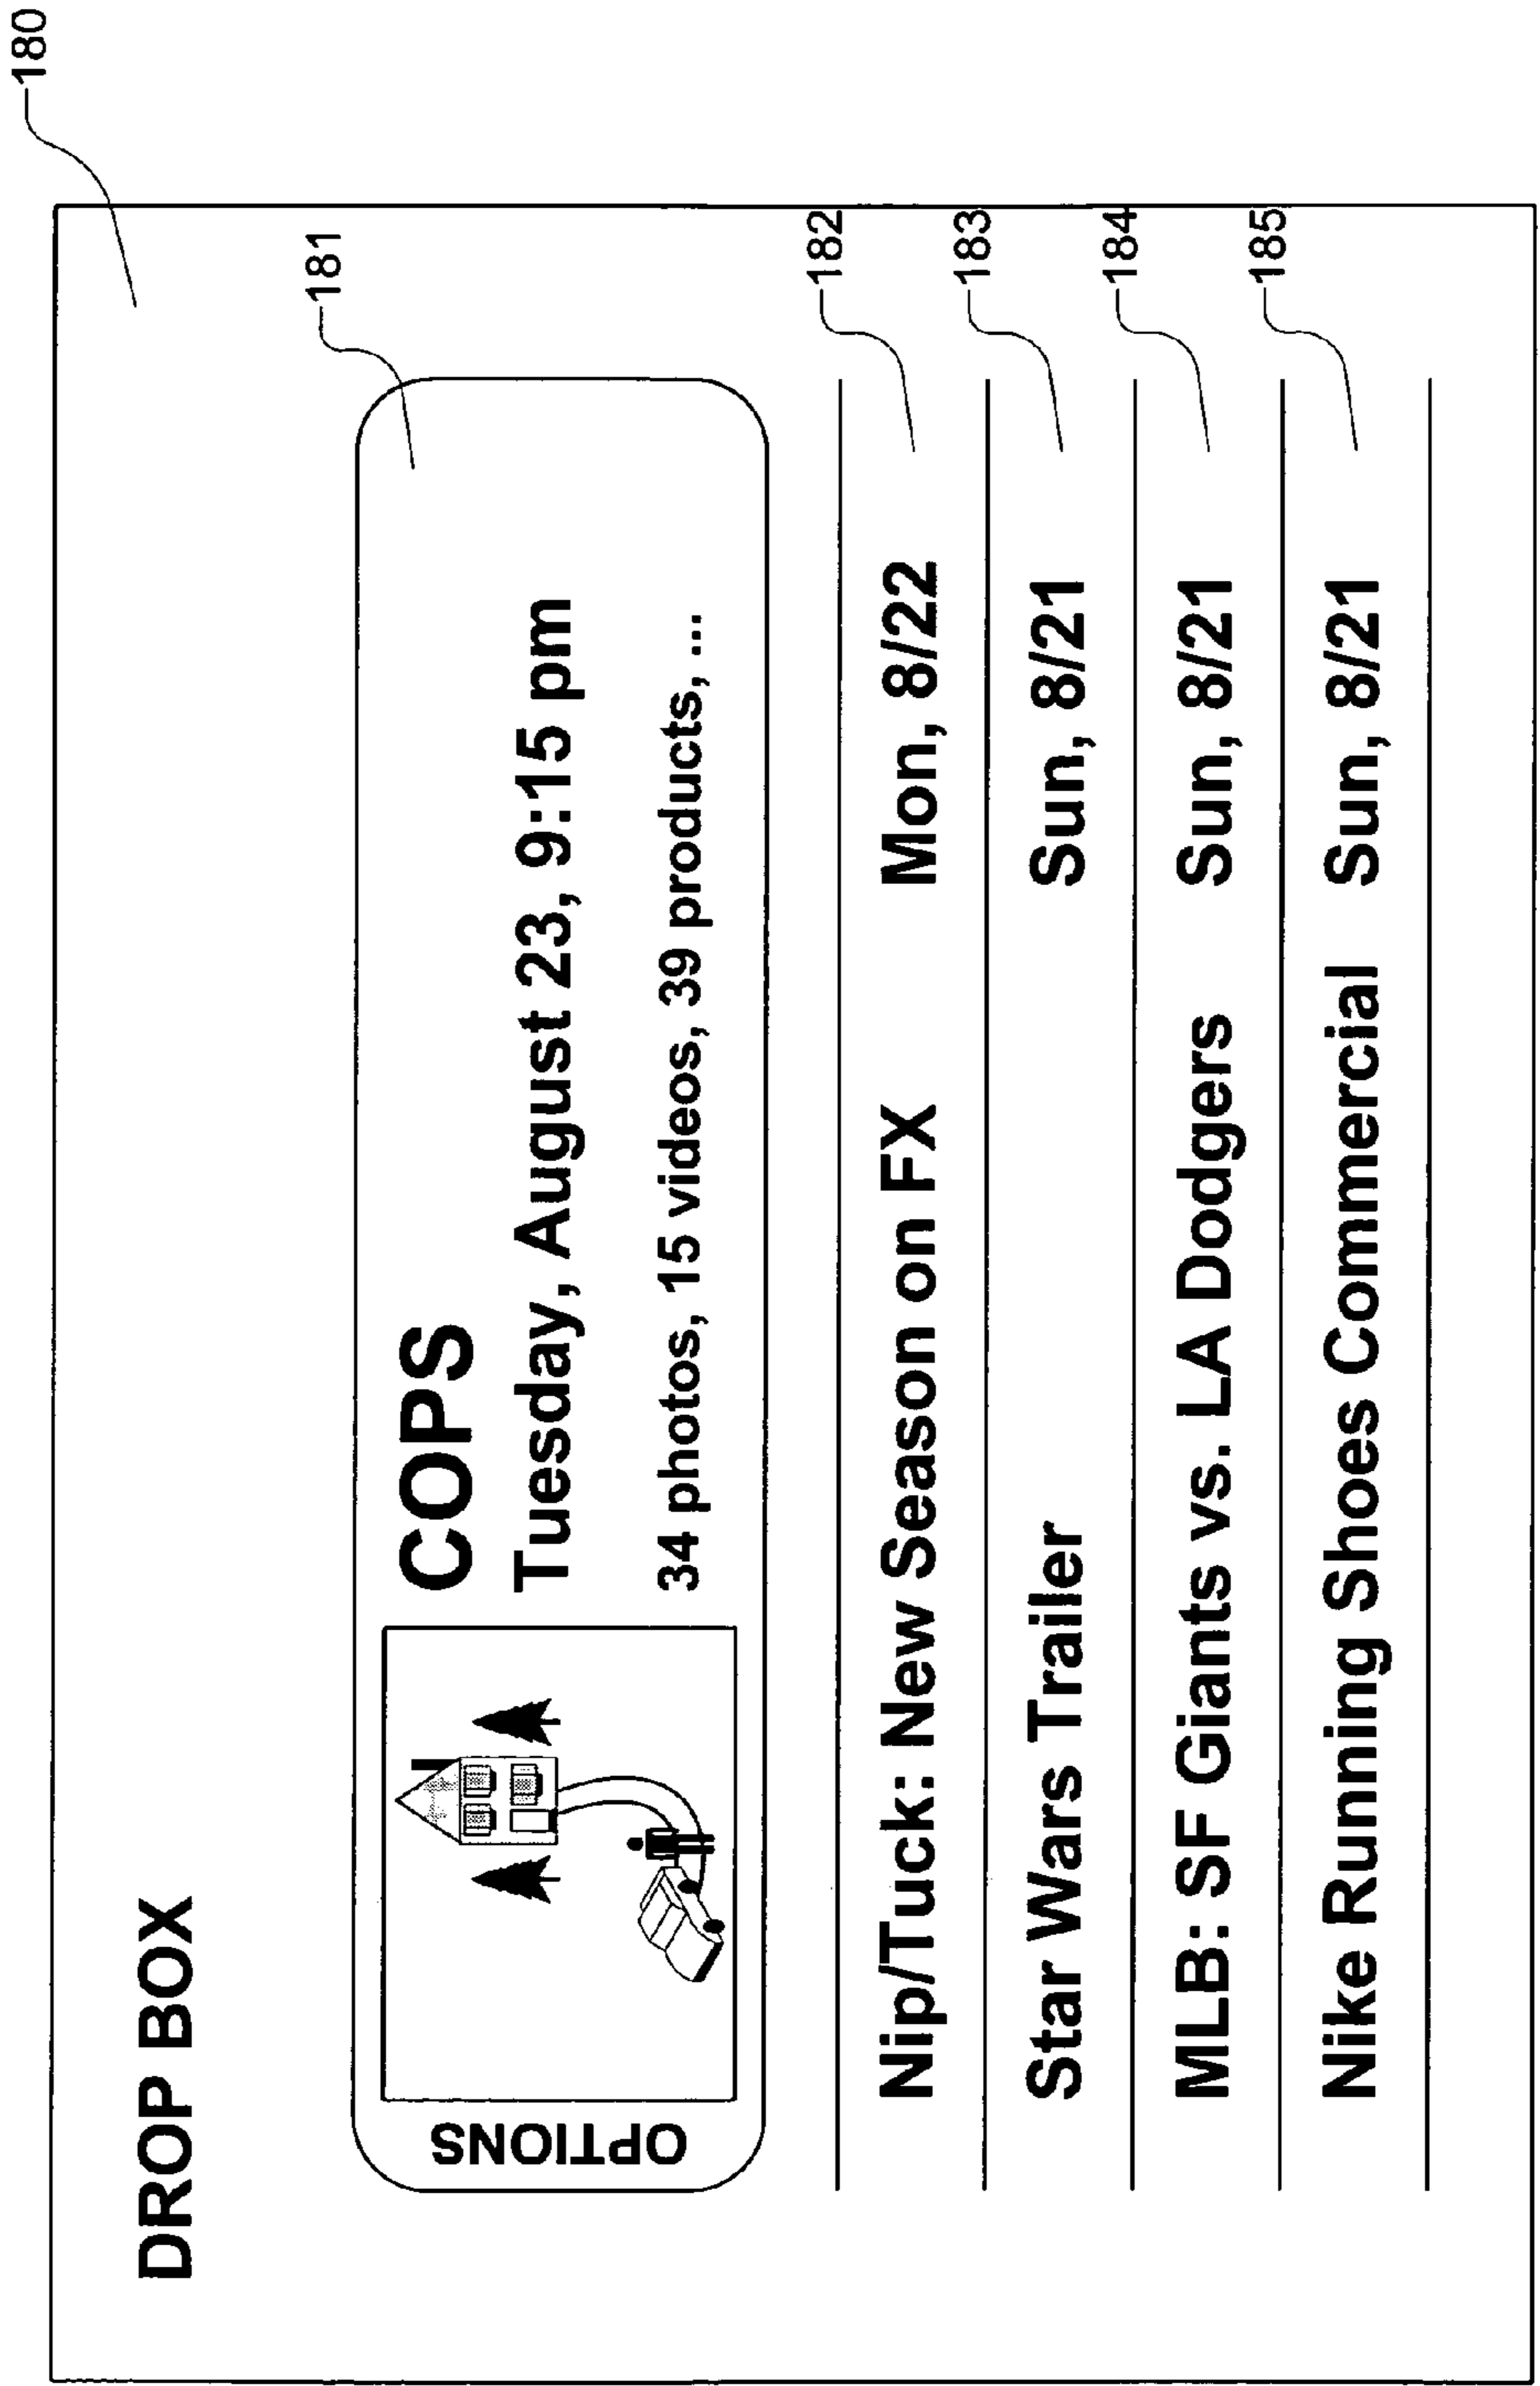 180
DROP BOX
181
COPS
Tuesday, August 23, 9:15 pm
34 photos, 15 videos, 39 products, ...
OPTIONS
182
Nip/Tuck: New Season on FX Mon, 8/22
183
Star Wars Trailer Sun, 8/21
184
MLB: SF Giants vs. LA Dodgers Sun, 8/21
185
Nike Running Shoes Commercial Sun, 8/21